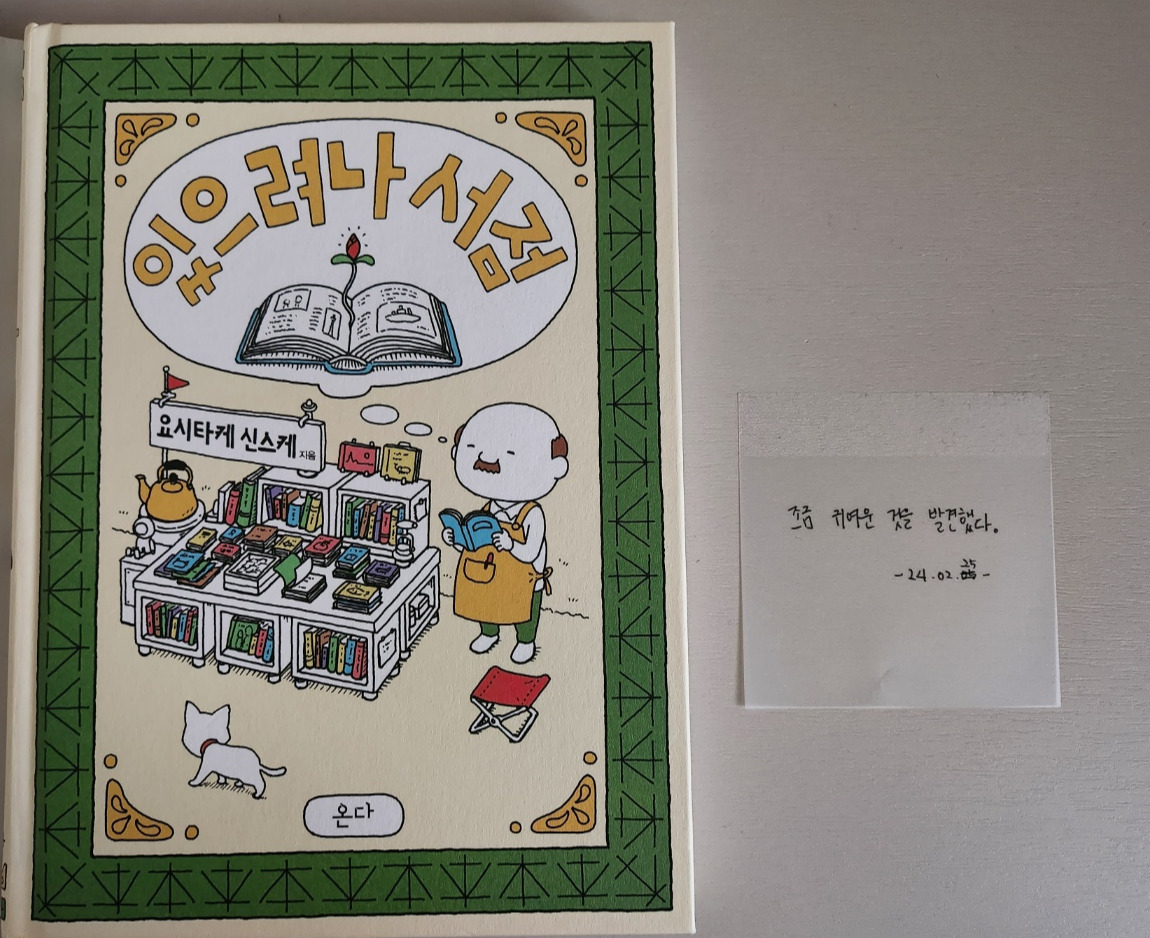 있으려나 서점
요시타케 신스케 지음
온다
조금 귀여운 것을 발견했다.
-24.02.25-